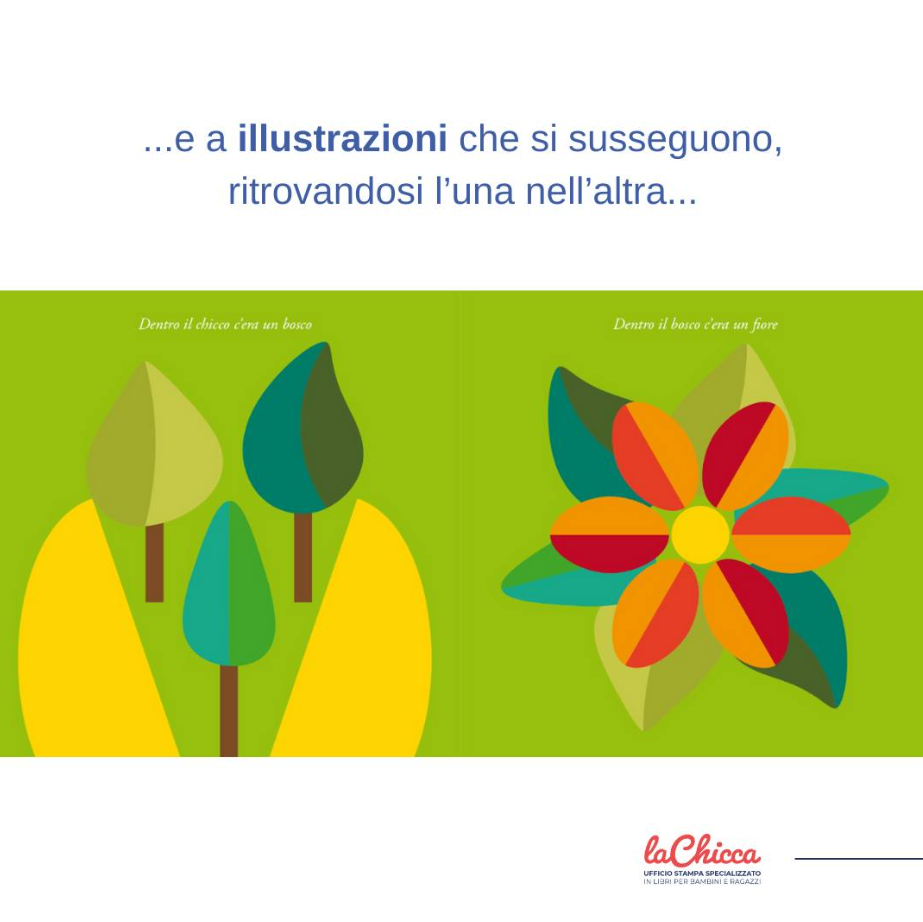 ...e a illustrazioni che si susseguono,
ritrovandosi l’una nell’altra...
Dentro il chicco c'era un bosco
Dentro il bosco c'era un fiore
laChicca
UFFICIO STAMPA SPECIALIZZATO
IN LIBRI PER BAMBINI E RAGAZZI